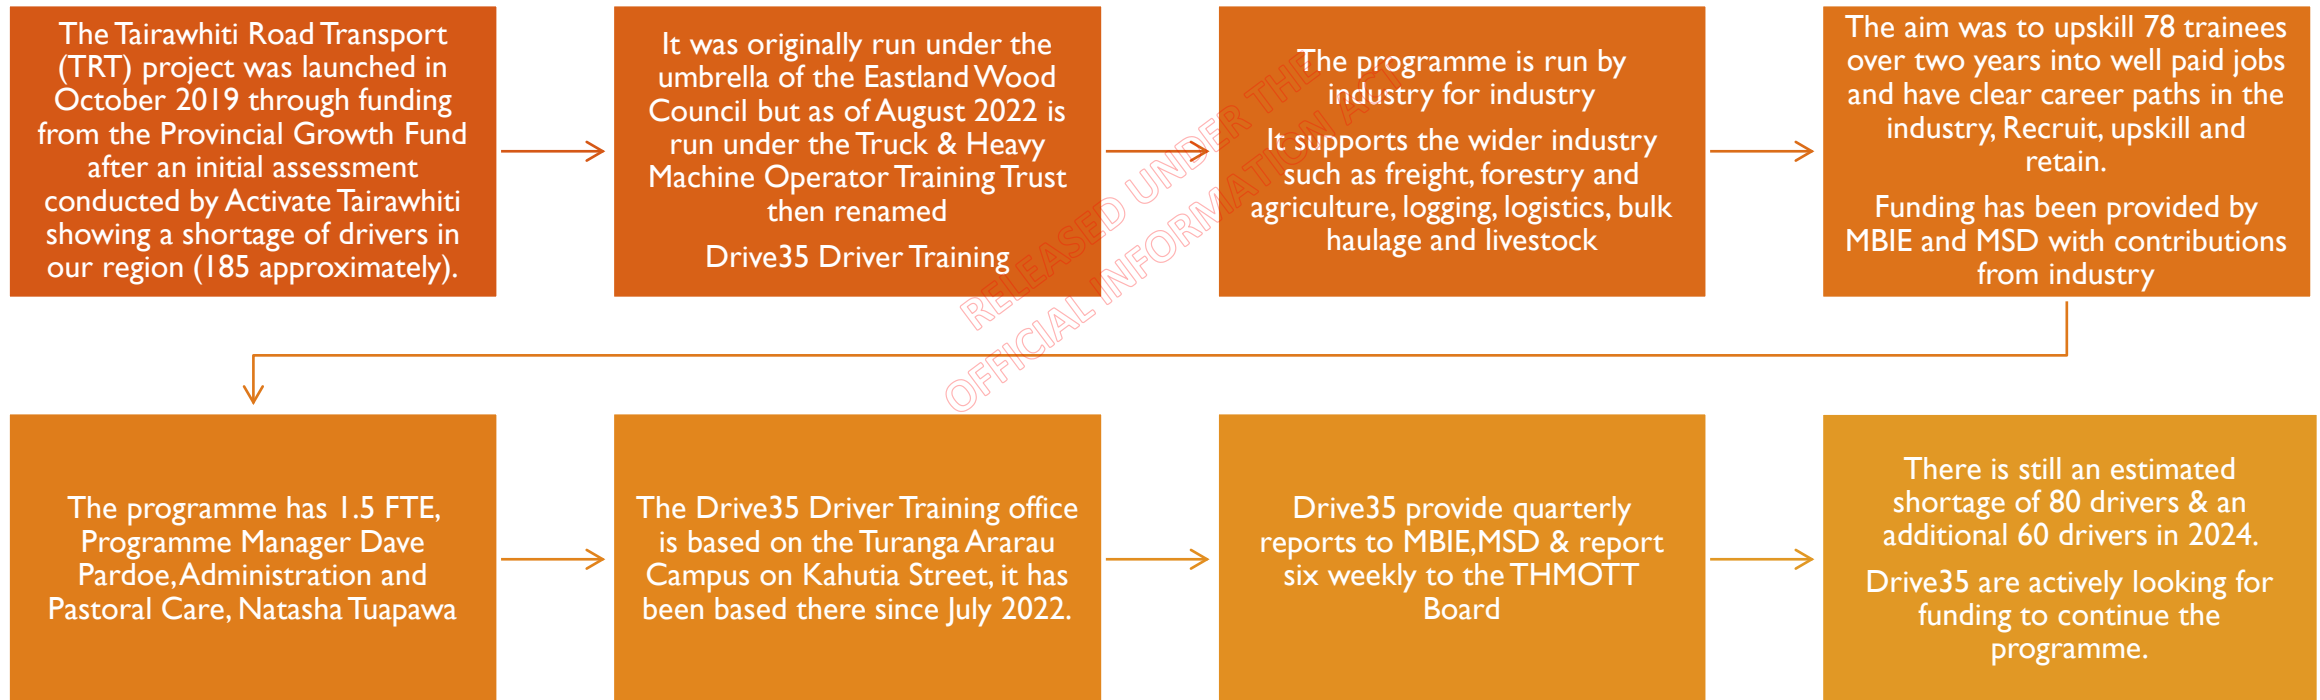 The Tairawhiti Road Transport
(TRT) project was launched in
October 2019 through funding
from the Provincial Growth Fund
after an initial assessment
conducted by Activate Tairawhiti
showing a shortage of drivers in
our region (185 approximately).
It was originally run under the
umbrella of the Eastland Wood
Council but as of August 2022 is
run under the Truck & Heavy
Machine Operator Training Trust
then renamed
Drive35 Driver Training
The programme is run by
industry for industry
It supports the wider industry
such as freight, forestry and
agriculture, logging, logistics, bulk
haulage and livestock
The aim was to upskill 78 trainees
over two years into well paid jobs
and have clear career paths in the
industry, Recruit, upskill and
retain.
Funding has been provided by
MBIE and MSD with contributions
from industry
The programme has 1.5 FTE,
Programme Manager Dave
Pardoe, Administration and
Pastoral Care, Natasha Tuapawa
The Drive35 Driver Training office
is based on the Turanga Ararau
Campus on Kahutia Street, it has
been based there since July 2022.
Drive35 provide quarterly
reports to MBIE,MSD & report
six weekly to the THMOTT
Board
There is still an estimated
shortage of 80 drivers & an
additional 60 drivers in 2024.
Drive35 are actively looking for
funding to continue the
programme.
RELEASED UNDER THE
OFFICIAL INFORMATION ACT